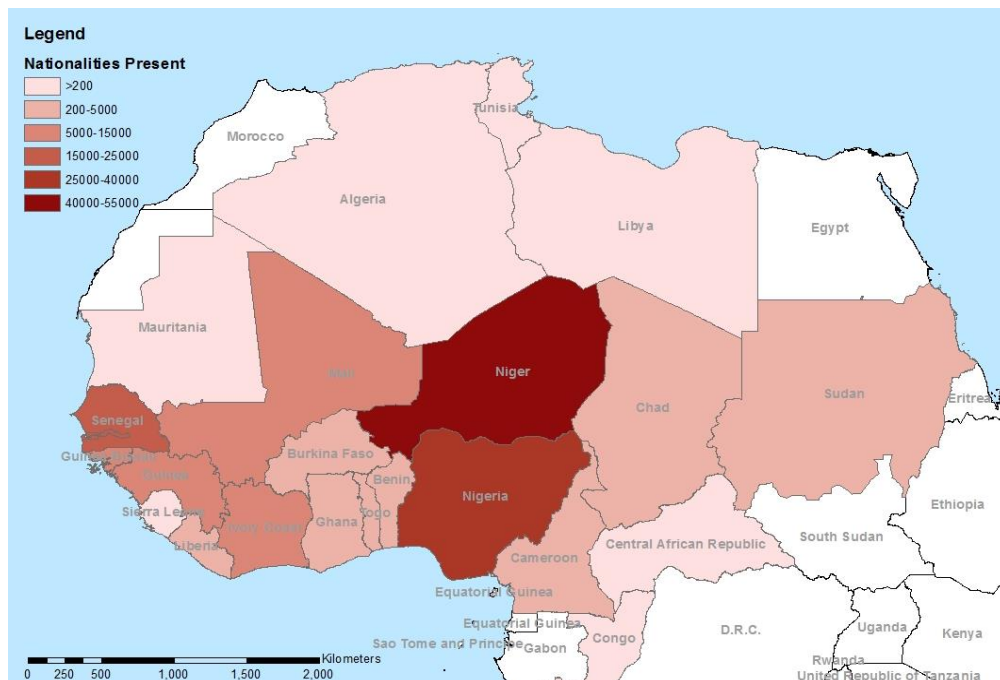 Legend
Nationalities Present
>200
200-5000
5000-15000
15000-25000
25000-40000
40000-55000
Morocco
Tunisia
Algeria
Libya
Egypt
Mauritania
Mali
Niger
Chad
Sudan
Eritrea
Senegal
Guinea Bissau
Guinea
Burkina Faso
Benin
Nigeria
Ethiopia
Sierra Leone
Ivory Coast
Ghana
Togo
Liberia
Cameroon
Central African Republic
South Sudan
Equatorial Guinea
Equatorial Guinea
Sao Tome and Principe
Gabon
Congo
D.R.C.
Uganda
Kenya
Rwanda
United Republic of Tanzania
Kilometers
0 250 500 1,000 1,500 2,000